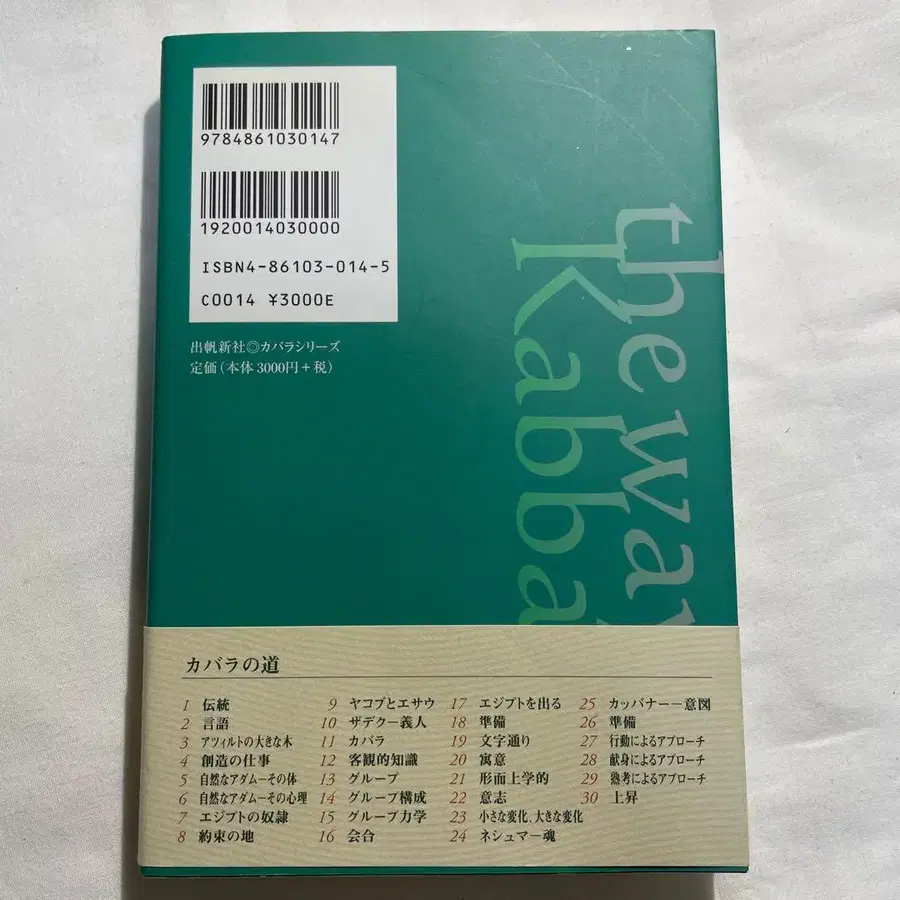 9784861030147
1920014030000
ISBN4-86103-014-5
C0014 ¥3000E
出帆新社◎カバラシリーズ
定価(本体3000円+税)
the way
Kabba
カバラの道
1 伝統
2 言語
3 アツィルトの大きな木
4 創造の仕事
5 自然なアダムーその体
6 自然なアダムーその心理
7 エジプトの奴隷
8 約束の地
9 ヤコブとエサウ
10 ザデクー義人
11 カバラ
12 客観的知識
13 グループ
14 グループ構成
15 グループ力学
16 会合
17 エジプトを出る
18 準備
19 文字通り
20 寓意
21 形而上学的
22 意志
23 小さな変化、大きな変化
24 ネシュマー魂
25 カッバナー−意図
26 準備
27 行動によるアプローチ
28 献身によるアプローチ
29 熟考によるアプローチ
30 上昇